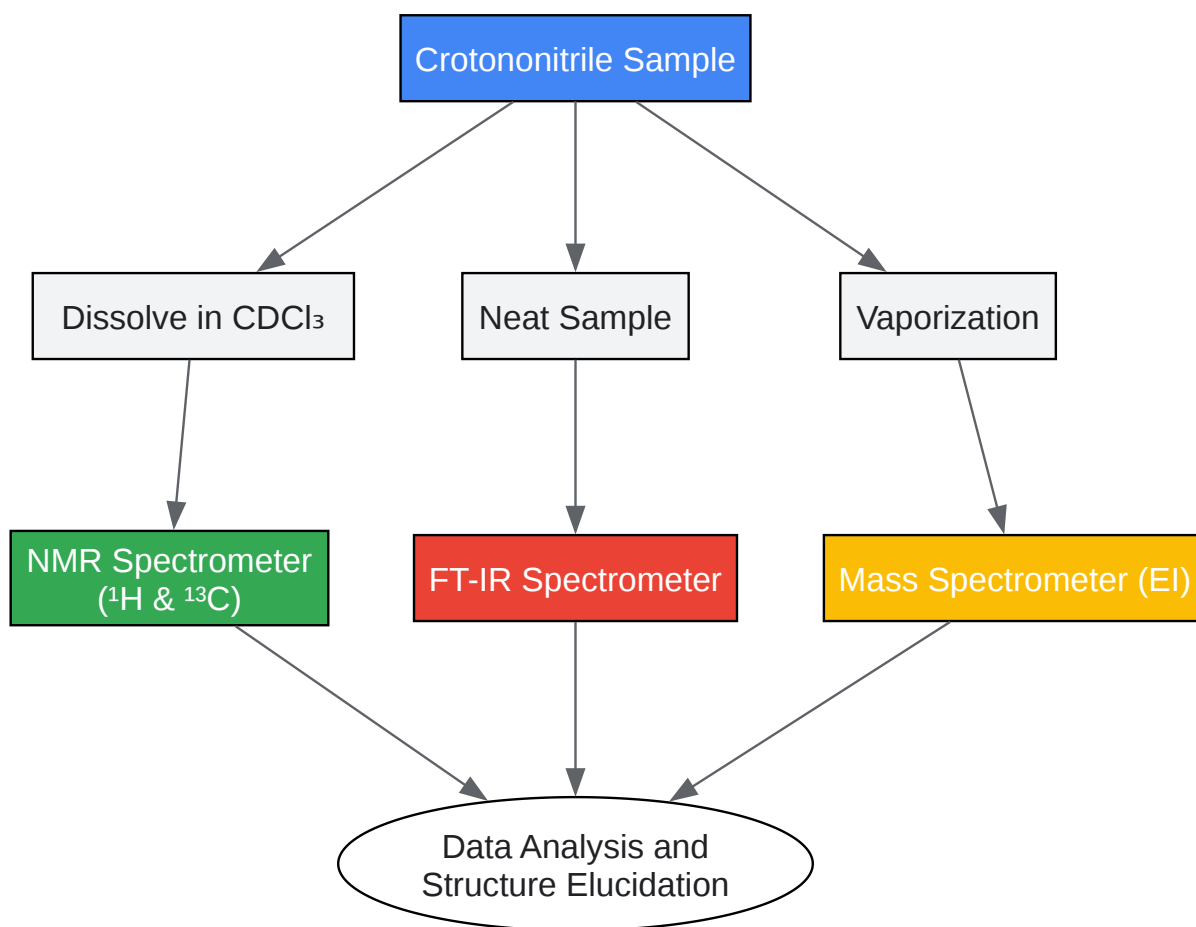 Crotononitrile Sample
Dissolve in CDCl₃
Neat Sample
Vaporization
NMR Spectrometer
(¹H & ¹³C)
FT-IR Spectrometer
Mass Spectrometer (EI)
Data Analysis and
Structure Elucidation